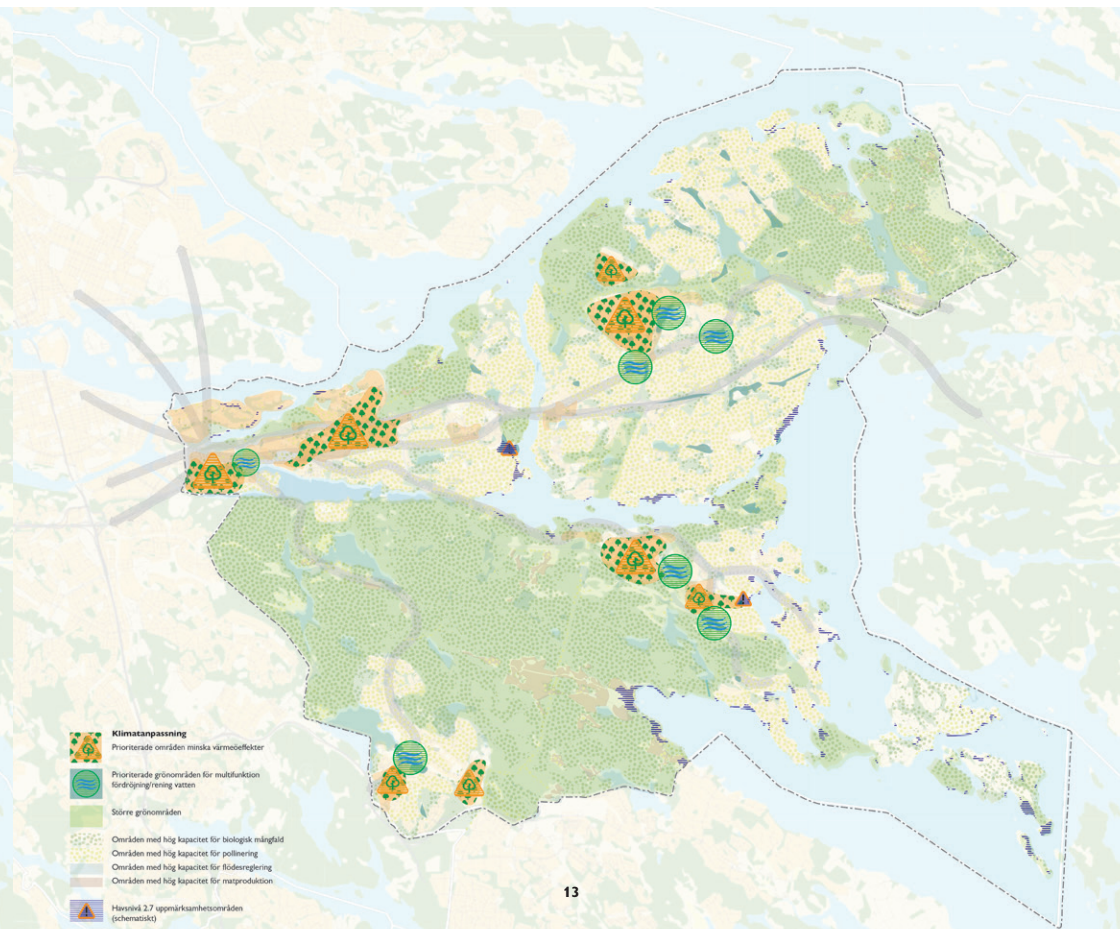 Klimatanpassning
Prioriterade områden minska värmeöeffekter
Prioriterade grönområden för multifunktion
fördröjning/rening vatten
Större grönområden
Områden med hög kapacitet för biologisk mångfald
Områden med hög kapacitet för pollinering
Områden med hög kapacitet för flödesreglering
Områden med hög kapacitet för matproduktion
Havsnivå 2.7 uppmärksamhetsområden
(schematiskt)
13